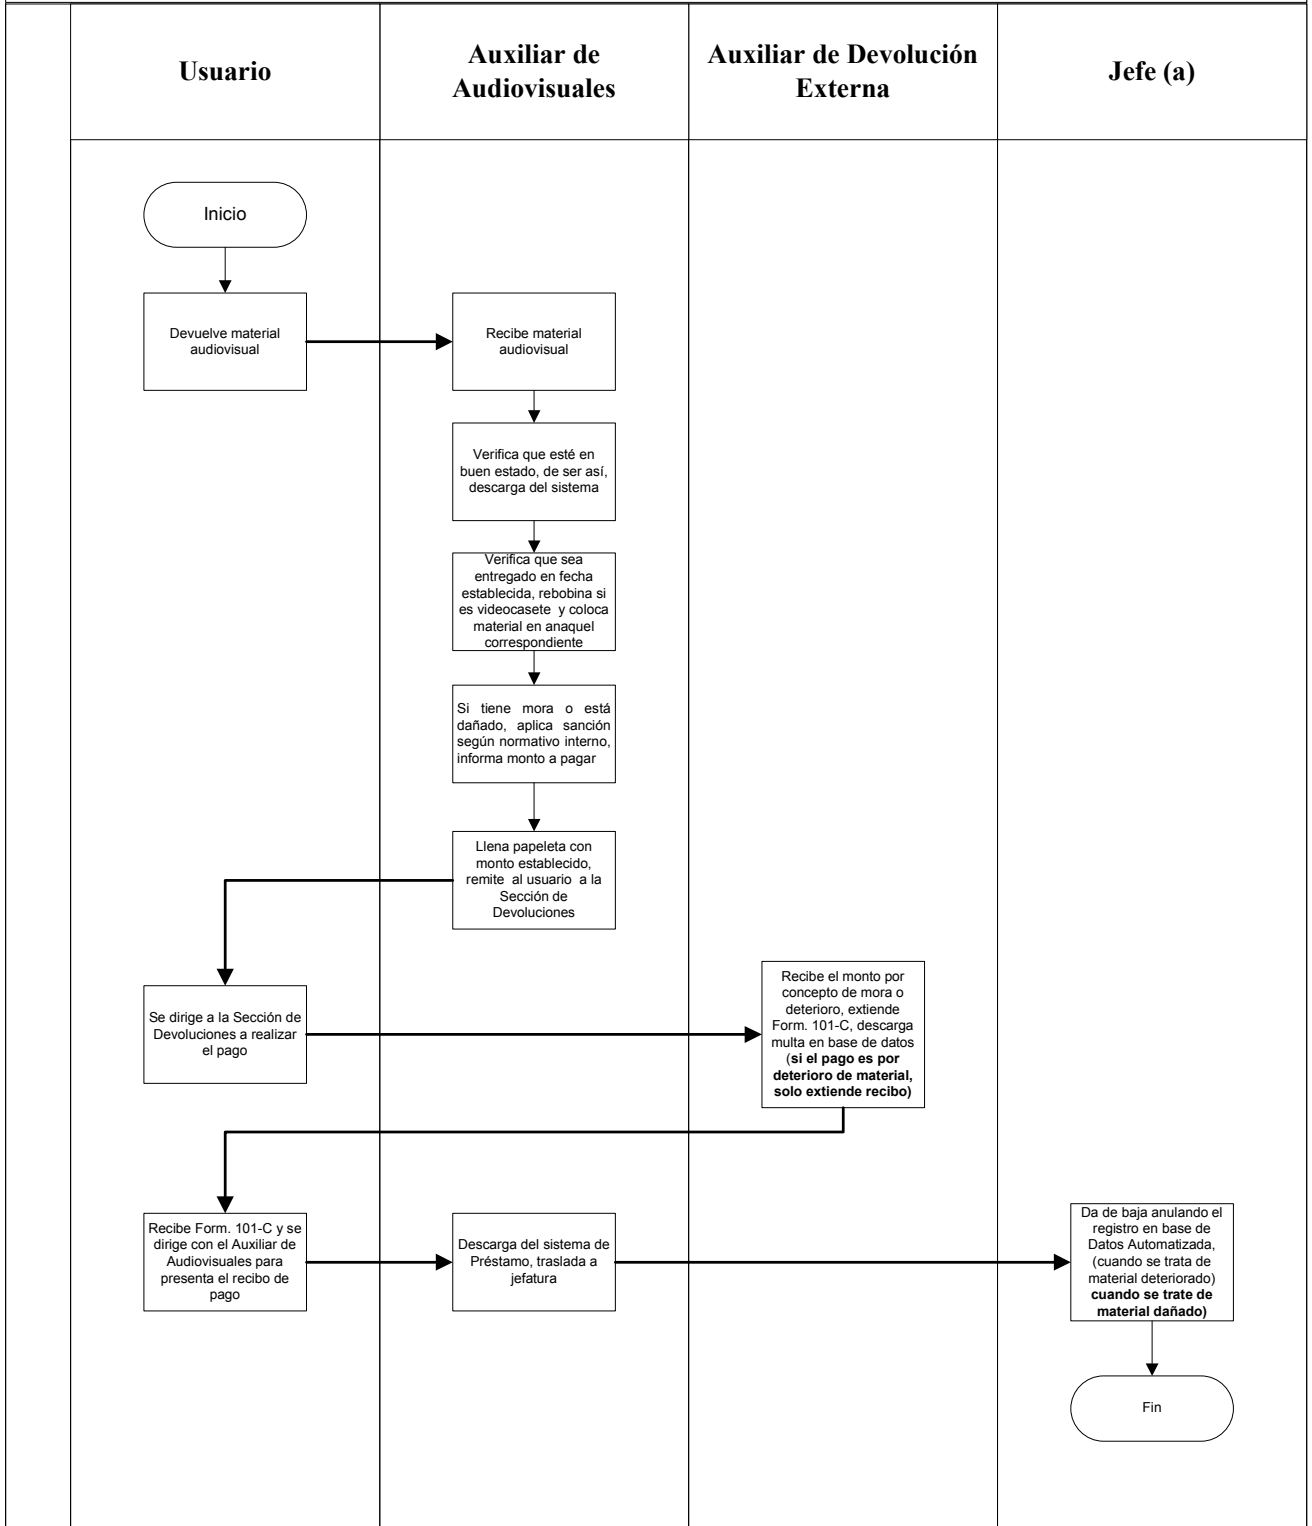 Usuario
Auxiliar de
Audiovisuales
Auxiliar de Devolución
Externa
Jefe (a)
Inicio
Devuelve material
audiovisual
Recibe material
audiovisual
Verifica que esté en
buen estado, de ser así,
descarga del sistema
Verifica que sea
entregado en fecha
establecida, rebobina si
es videocasete y coloca
material en anaquel
correspondiente
Si tiene mora o está
dañado, aplica sanción
según normativo interno,
informa monto a pagar
Llena papeleta con
monto establecido,
remite al usuario a la
Sección de
Devoluciones
Se dirige a la Sección de
Devoluciones a realizar
el pago
Recibe el monto por
concepto de mora o
deterioro, extiende
Form. 101-C, descarga
multa en base de datos
(si el pago es por
deterioro de material,
solo extiende recibo)
Recibe Form. 101-C y se
dirige con el Auxiliar de
Audiovisuales para
presenta el recibo de
pago
Descarga del sistema de
Préstamo, traslada a
jefatura
Da de baja anulando el
registro en base de
Datos Automatizada,
(cuando se trata de
material deteriorado)
cuando se trate de
material dañado)
Fin